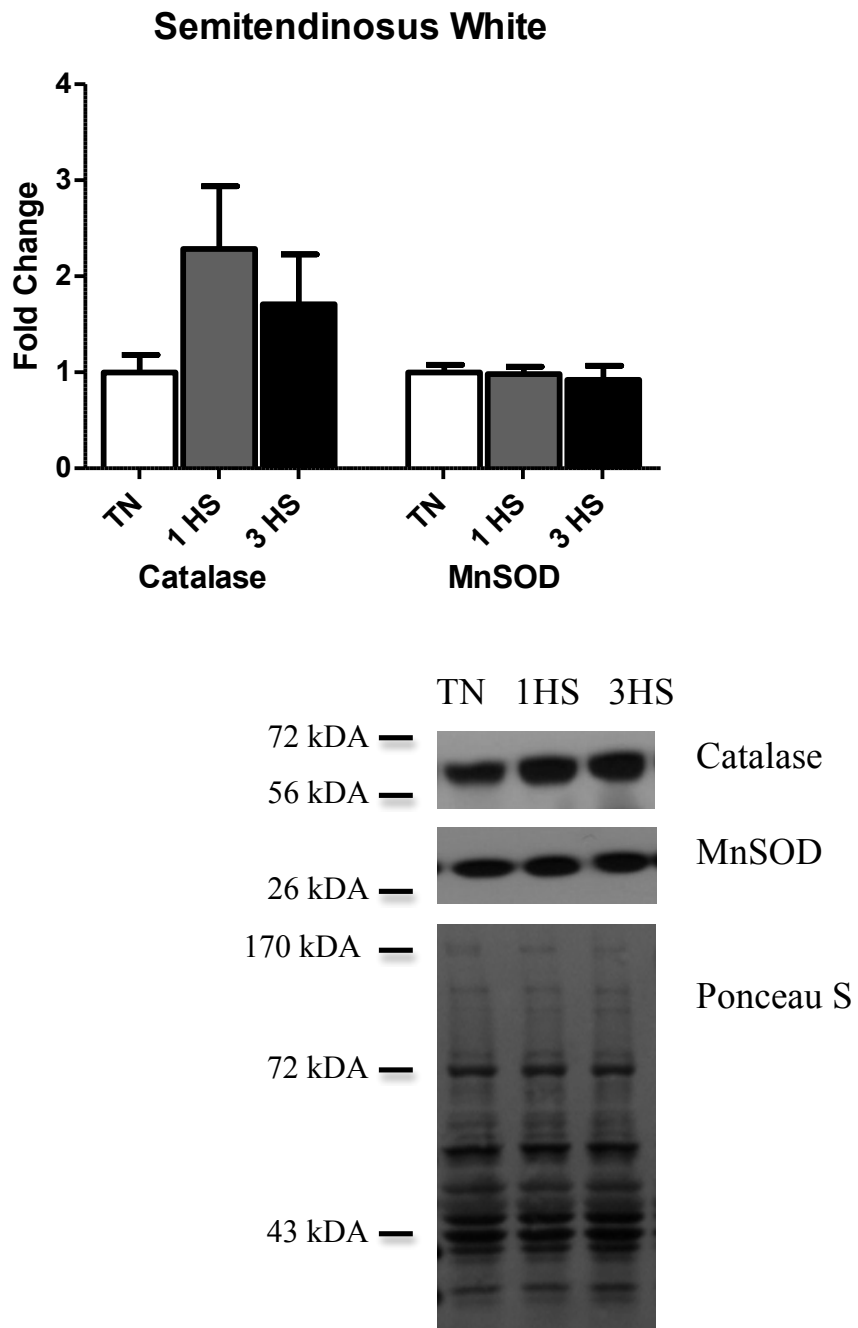 Semitendinosus White
4
3
2
1
0
Fold Change
TN
1 HS
3 HS
TN
1 HS
3 HS
Catalase MnSOD
TN 1HS 3HS
72 kDA
Catalase
56 kDA
MnSOD
26 kDA
170 kDA
Ponceau S
72 kDA
43 kDA